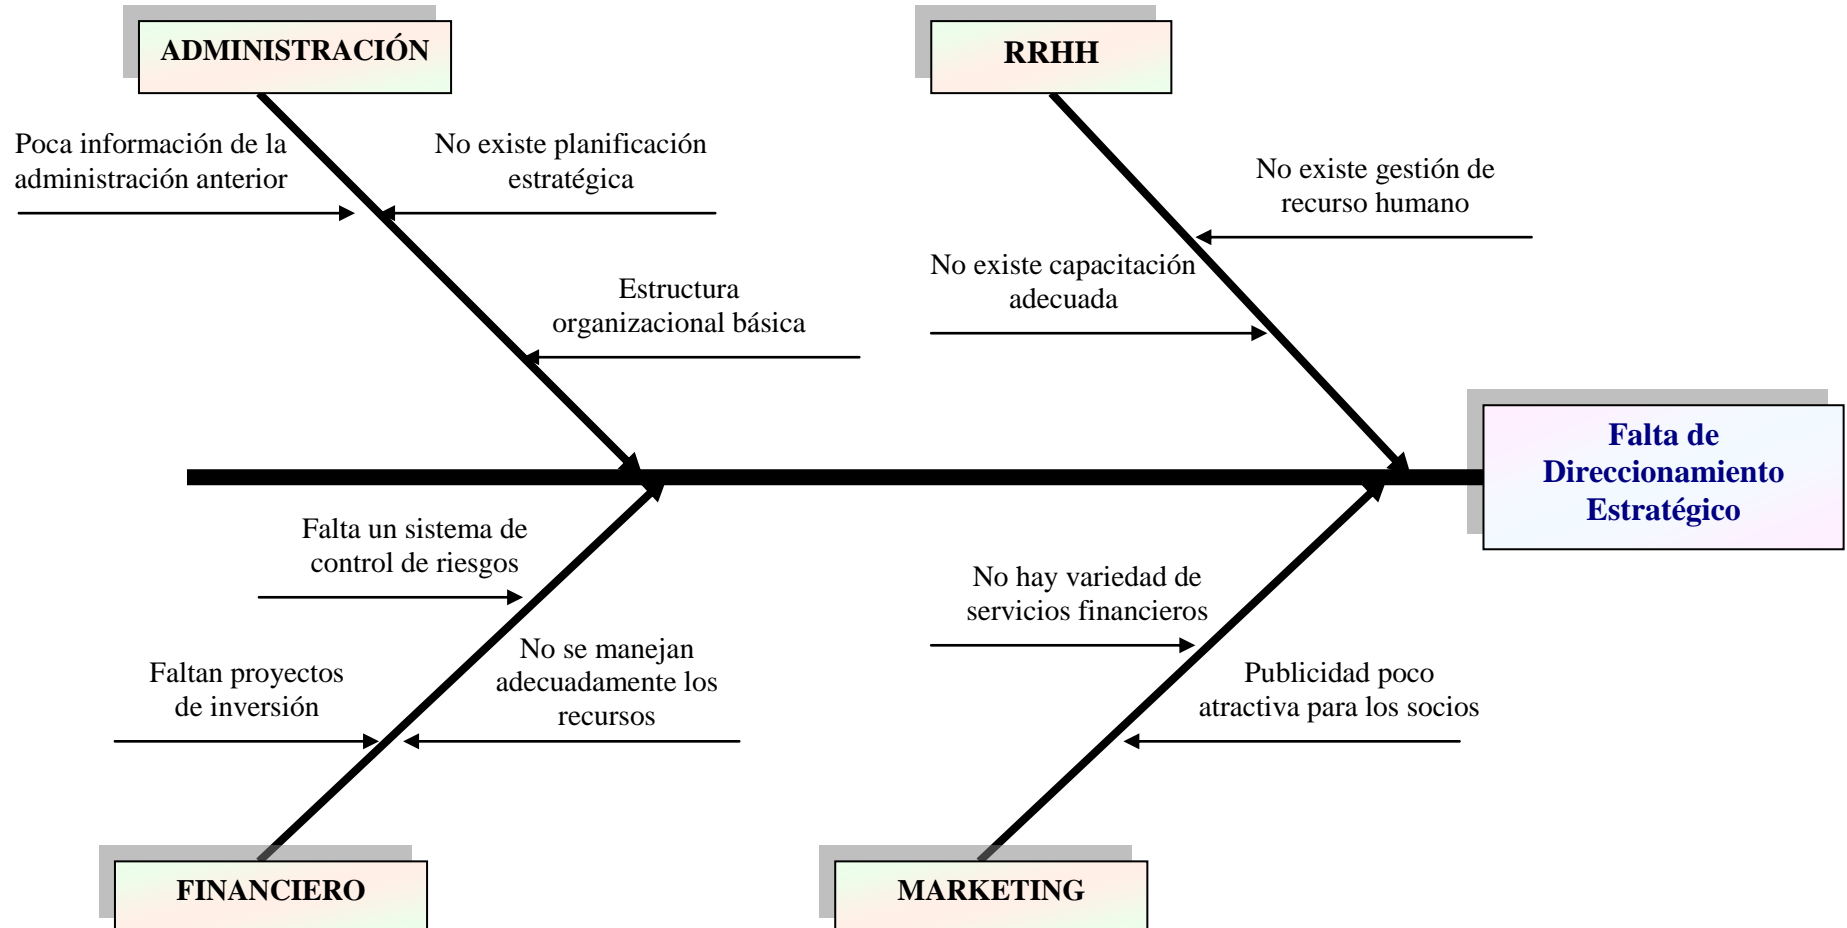 ADMINISTRACIÓN
RRHH
Poca información de la
administración anterior
No existe planificación
estratégica
No existe gestión de
recurso humano
No existe capacitación
adecuada
Estructura
organizacional básica
Falta de
Direccionamiento
Estratégico
Falta un sistema de
control de riesgos
No hay variedad de
servicios financieros
No se manejan
adecuadamente los
recursos
Faltan proyectos
de inversión
Publicidad poco
atractiva para los socios
FINANCIERO
MARKETING